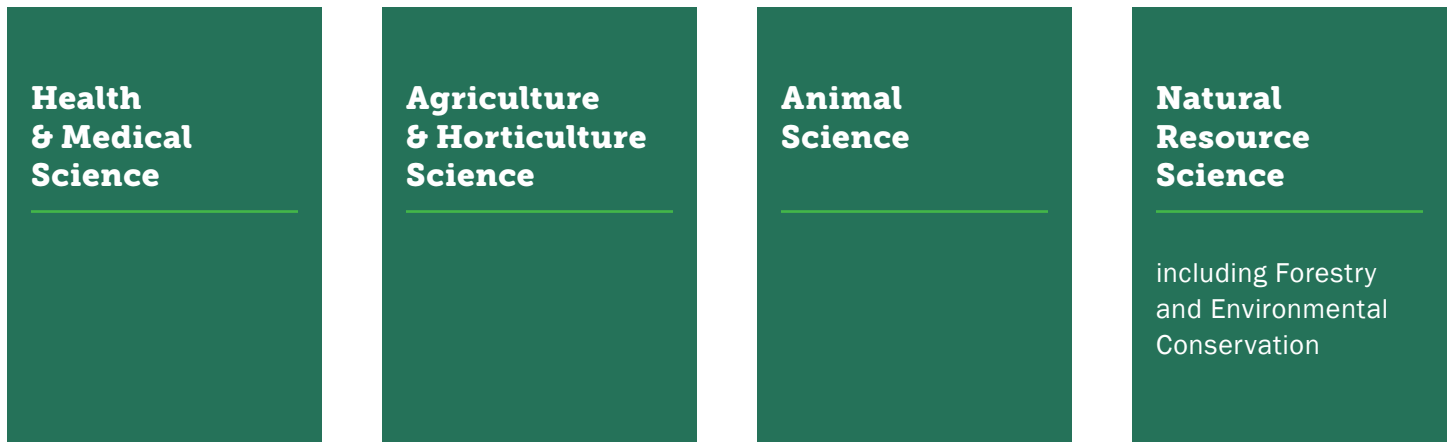 Health
& Medical
Science
Agriculture
& Horticulture
Science
Animal
Science
Natural
Resource
Science
including Forestry
and Environmental
Conservation